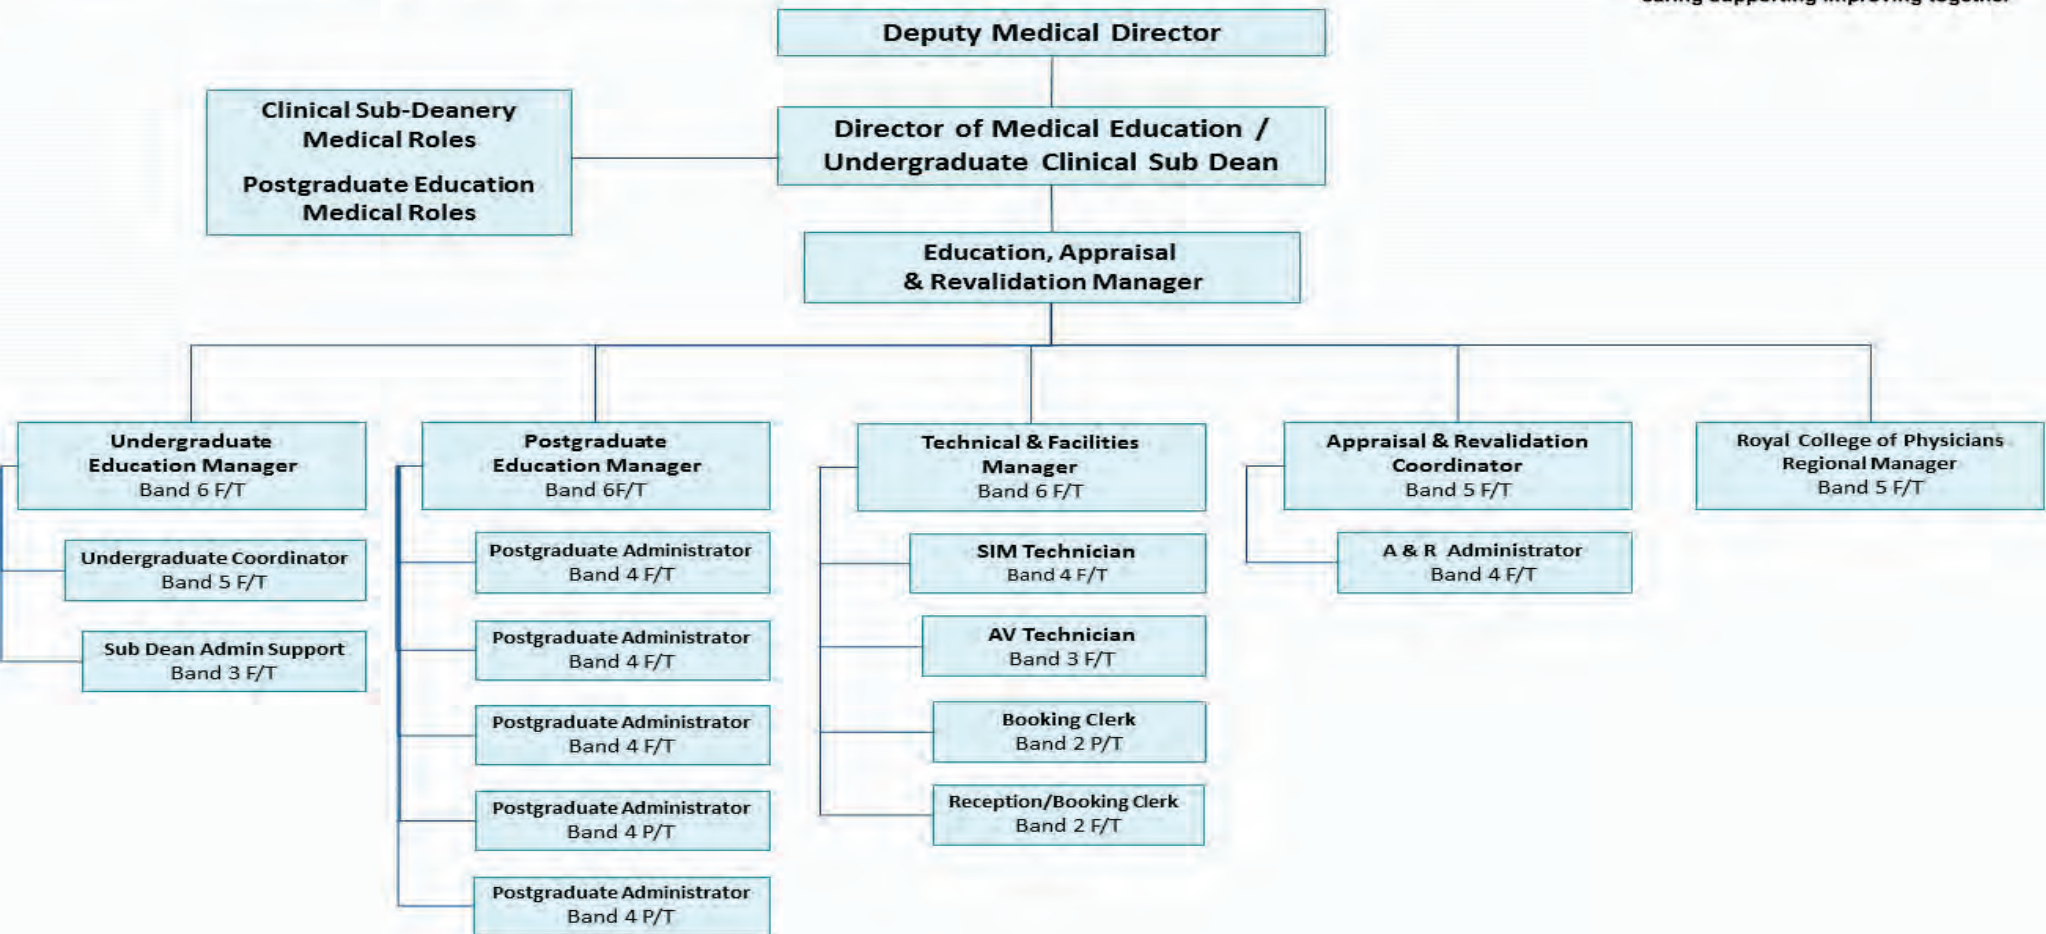 caring supporting improving together
Deputy Medical Director
Clinical Sub-Deanery
Medical Roles
Postgraduate Education
Medical Roles
Director of Medical Education /
Undergraduate Clinical Sub Dean
Education, Appraisal
& Revalidation Manager
Undergraduate
Education Manager
Band 6 F/T
Undergraduate Coordinator
Band 5 F/T
Sub Dean Admin Support
Band 3 F/T
Postgraduate
Education Manager
Band 6F/T
Postgraduate Administrator
Band 4 F/T
Postgraduate Administrator
Band 4 F/T
Postgraduate Administrator
Band 4 F/T
Postgraduate Administrator
Band 4 P/T
Postgraduate Administrator
Band 4 P/T
Technical & Facilities
Manager
Band 6 F/T
SIM Technician
Band 4 F/T
AV Technician
Band 3 F/T
Booking Clerk
Band 2 P/T
Reception/Booking Clerk
Band 2 F/T
Appraisal & Revalidation
Coordinator
Band 5 F/T
A & R Administrator
Band 4 F/T
Royal College of Physicians
Regional Manager
Band 5 F/T